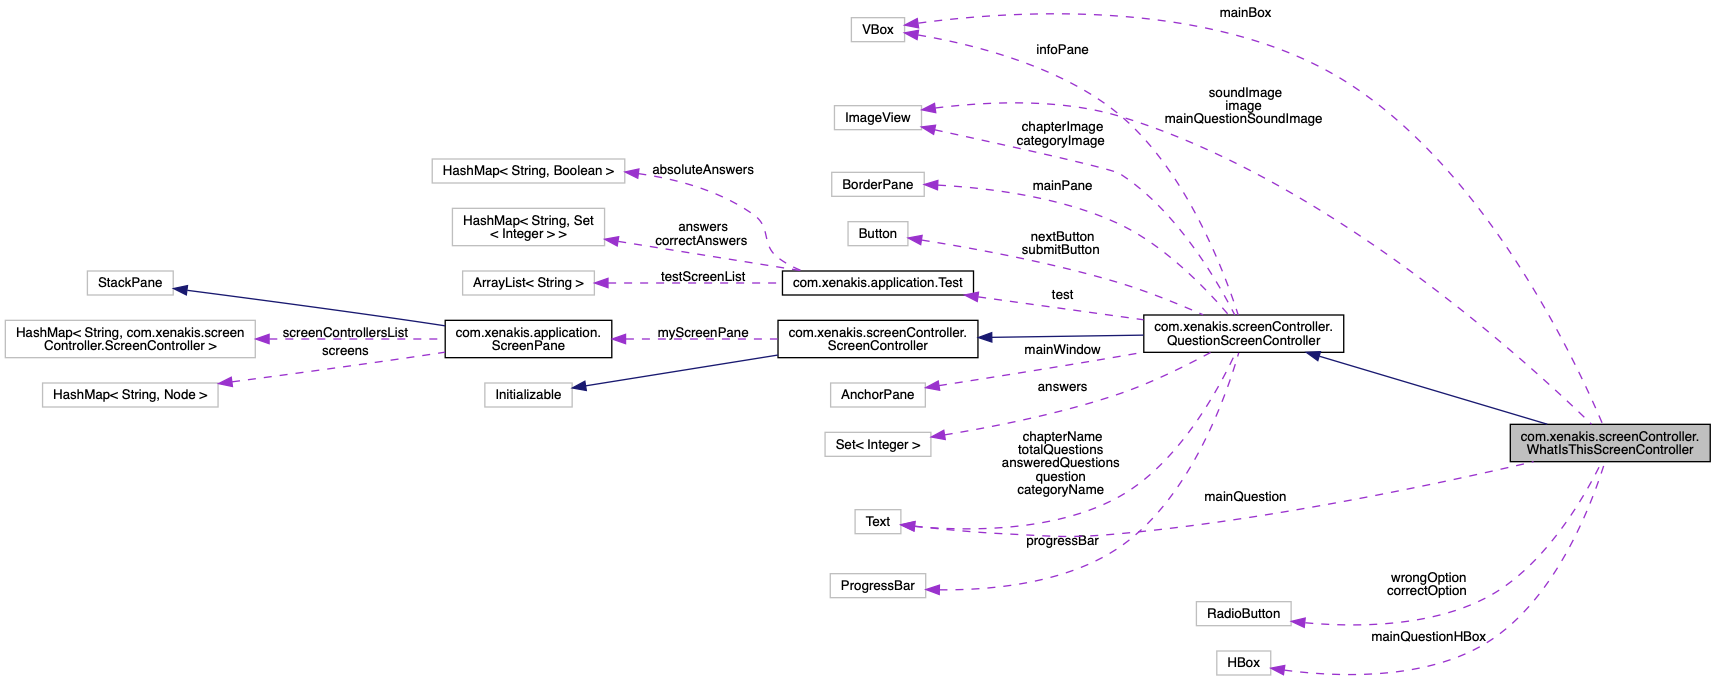 mainBox
VBox
infoPane
soundImage
image
mainQuestionSoundImage
ImageView
chapterImage
categoryImage
HashMap< String, Boolean >
absoluteAnswers
BorderPane
mainPane
HashMap< String, Set
< Integer > >
answers
correctAnswers
Button
nextButton
submitButton
StackPane
ArrayList< String >
testScreenList
com.xenakis.application.Test
test
HashMap< String, com.xenakis.screen
Controller.ScreenController >
screenControllersList
screens
com.xenakis.application.
ScreenPane
myScreenPane
com.xenakis.screenController.
ScreenController
com.xenakis.screenController.
QuestionScreenController
mainWindow
HashMap< String, Node >
Initializable
AnchorPane
answers
Set< Integer >
chapterName
totalQuestions
answeredQuestions
question
categoryName
com.xenakis.screenController.
WhatIsThisScreenController
mainQuestion
Text
progressBar
ProgressBar
wrongOption
correctOption
RadioButton
mainQuestionHBox
HBox